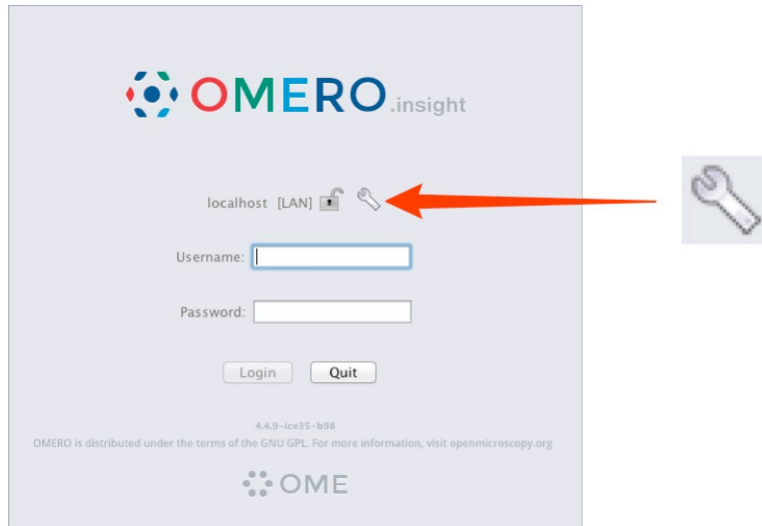 OMERO.insight
localhost [LAN]
Username:
Password:
Login Quit
4.4.9-ice35-b98
OMERO is distributed under the terms of the GNU GPL. For more information, visit openmicroscopy.org
OME